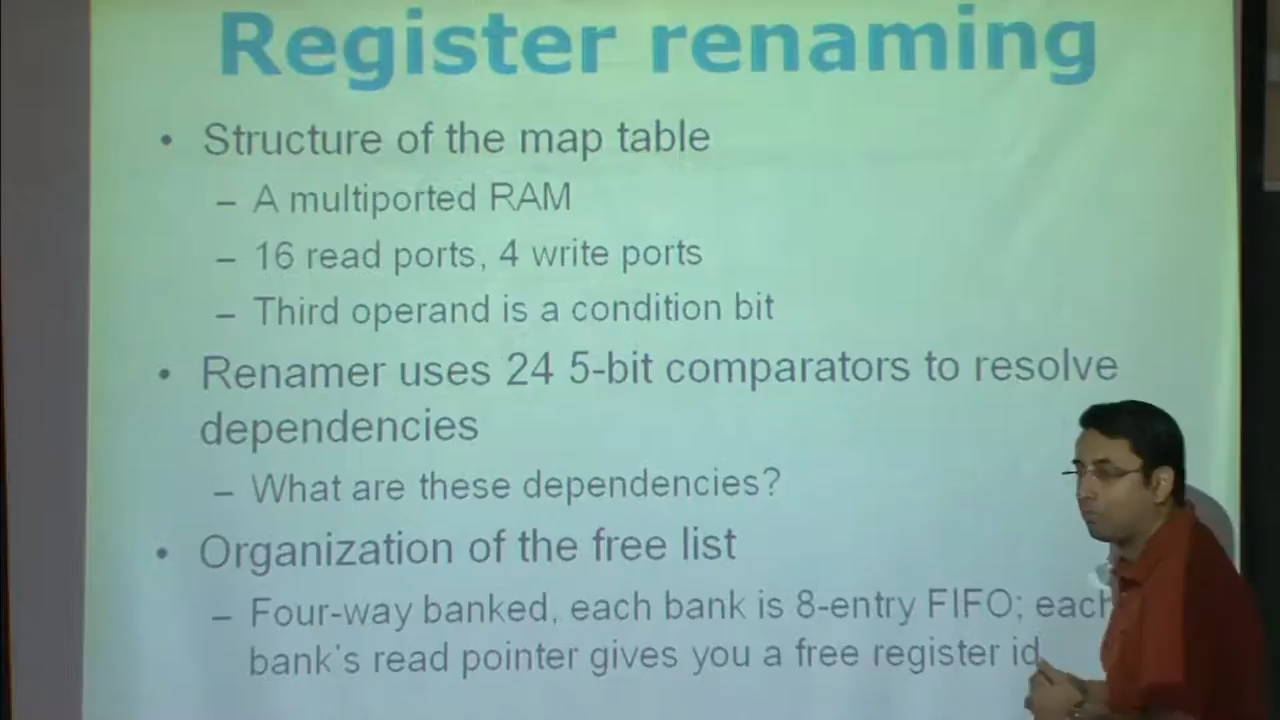 Register renaming
• Structure of the map table
– A multiported RAM
– 16 read ports, 4 write ports
– Third operand is a condition bit
• Renamer uses 24 5-bit comparators to resolve
dependencies
– What are these dependencies?
• Organization of the free list
– Four-way banked, each bank is 8-entry FIFO; each
bank's read pointer gives you a free register id